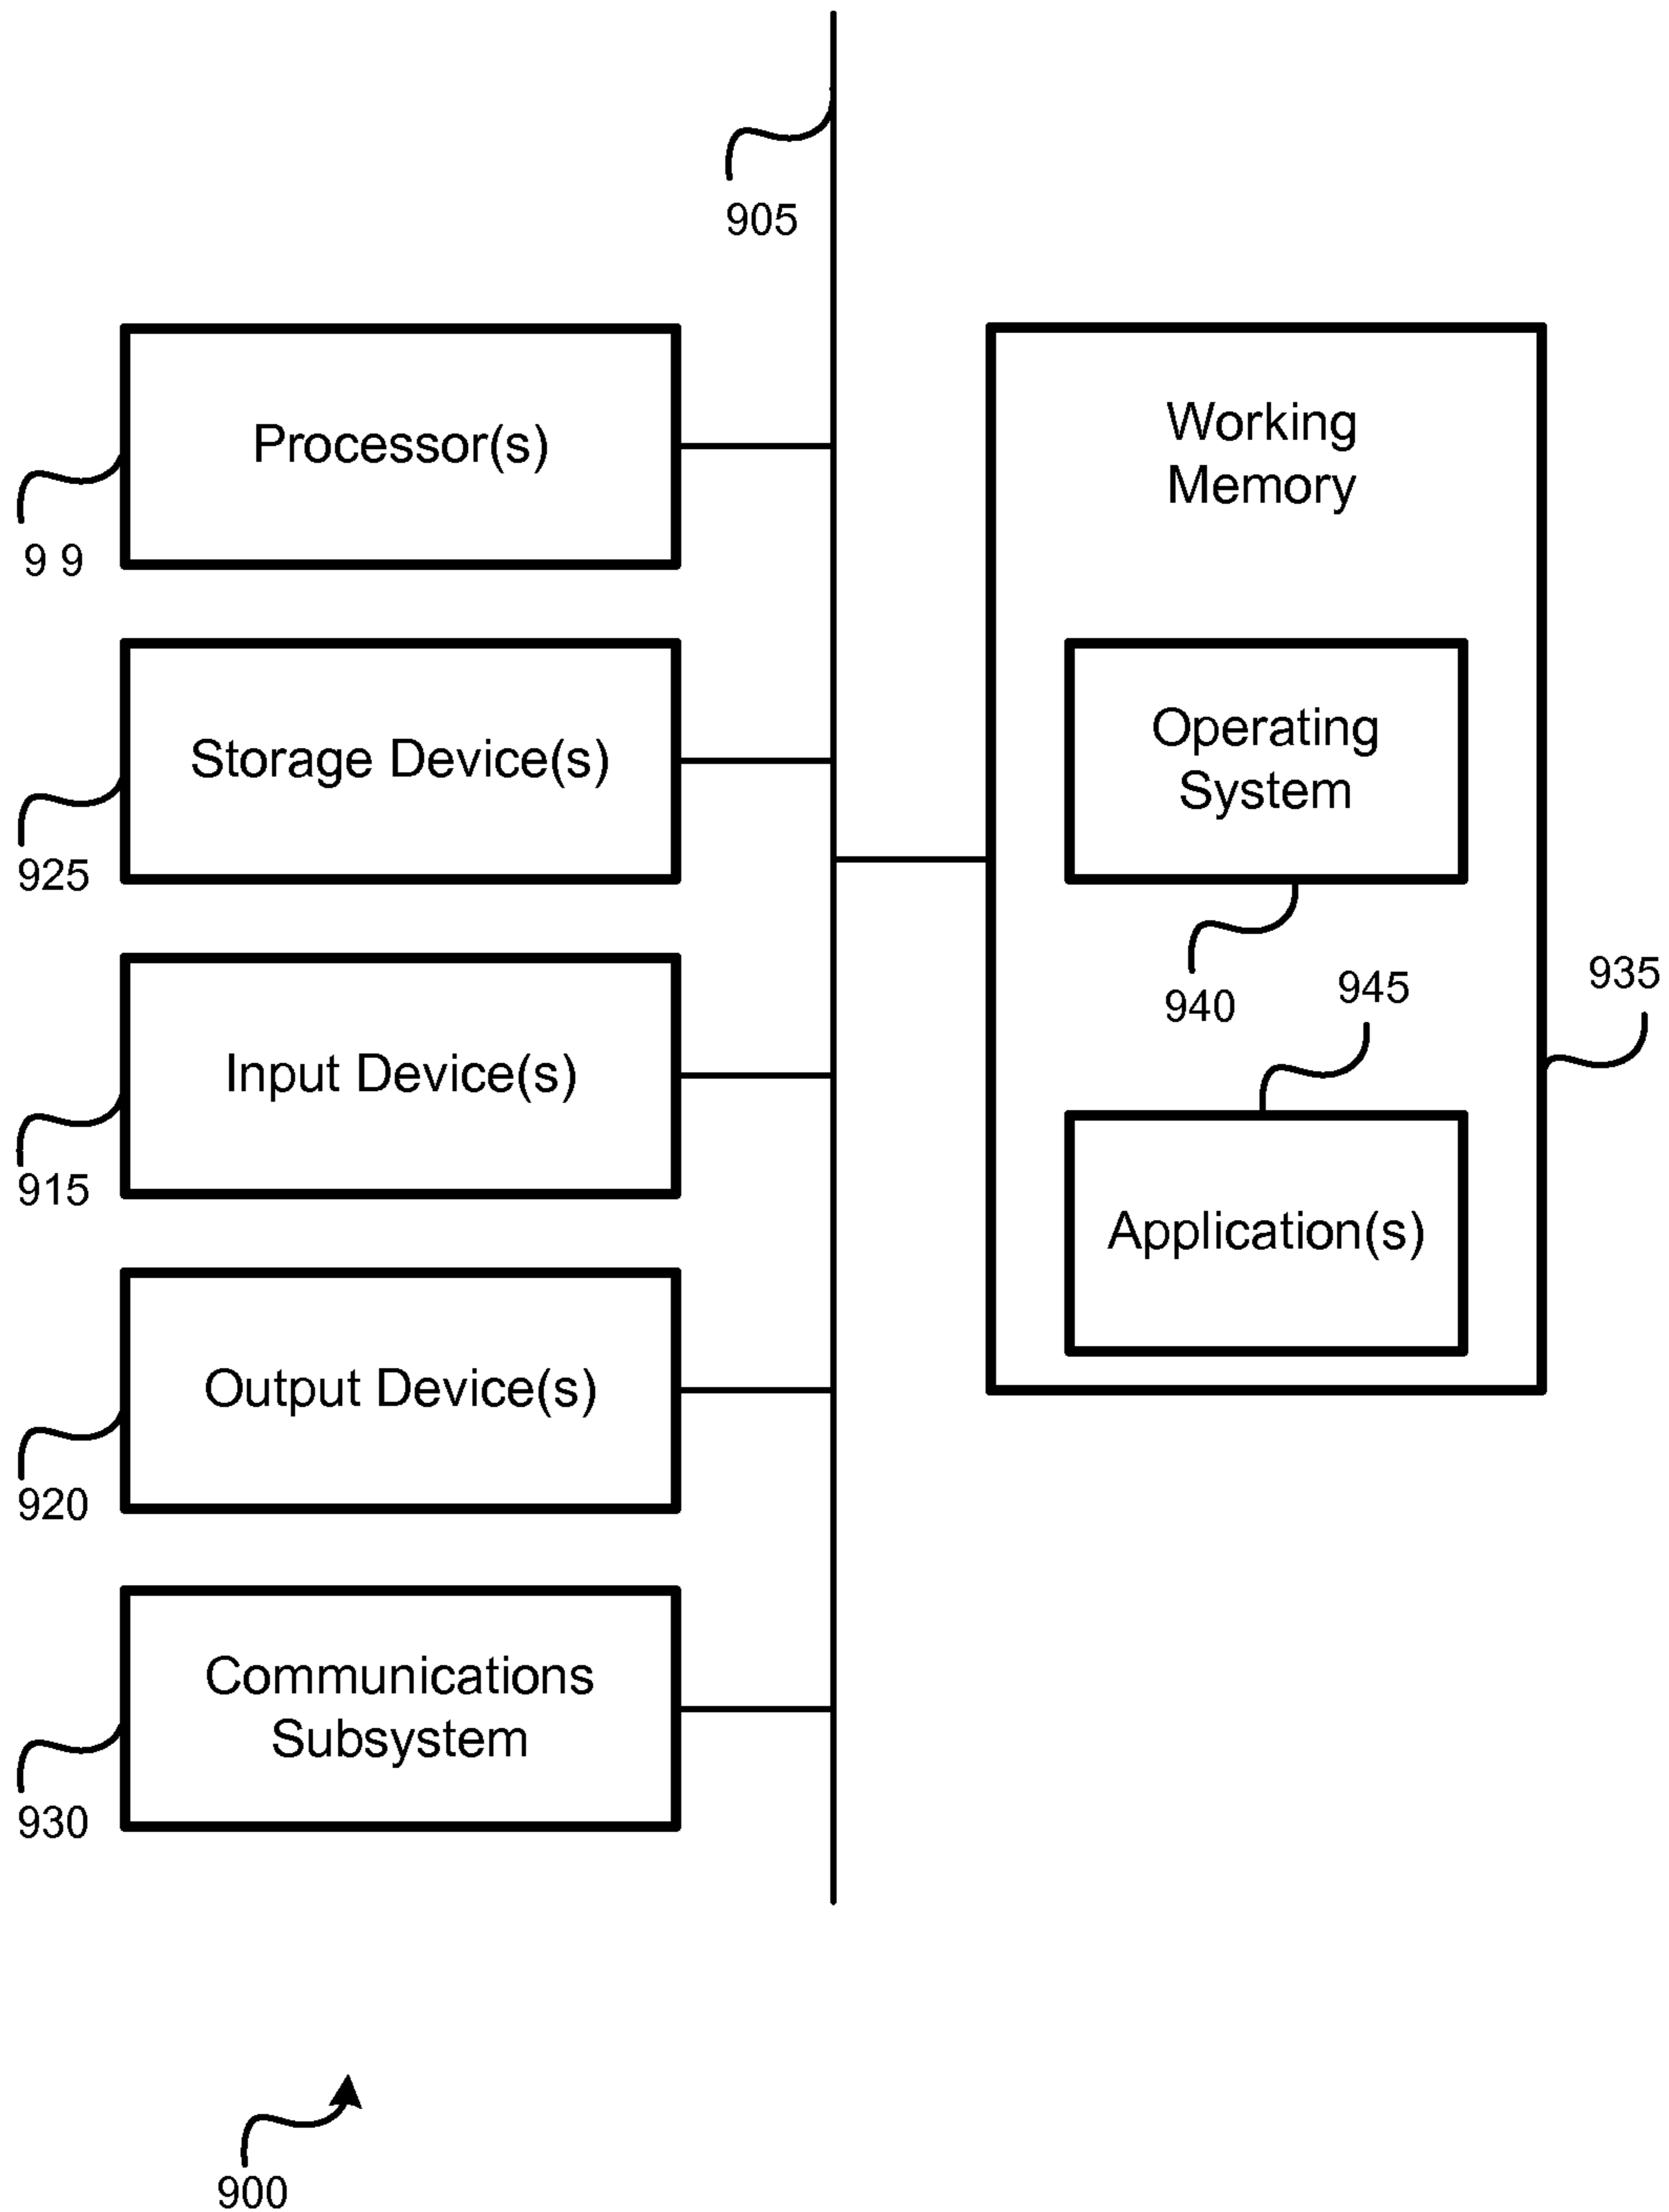 905
Processor(s)
9 9
Storage Device(s)
925
Input Device(s)
915
Output Device(s)
920
Communications
Subsystem
930
Working
Memory
Operating
System
940
945
935
Application(s)
900